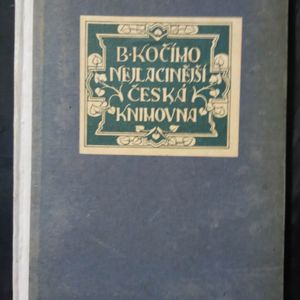 B·KOČÍHO
NEJLACINĚJŠÍ
ČESKÁ
KNIHOVNA